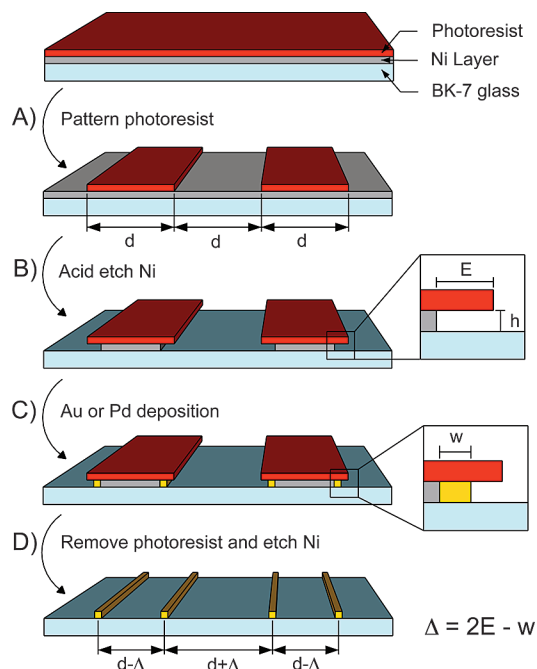 Photoresist
Ni Layer
BK-7 glass
A) Pattern photoresist
d d d
B) Acid etch Ni
E
h
C) Au or Pd deposition
w
D) Remove photoresist and etch Ni
d-Δ d+Δ d-Δ
Δ = 2E - w